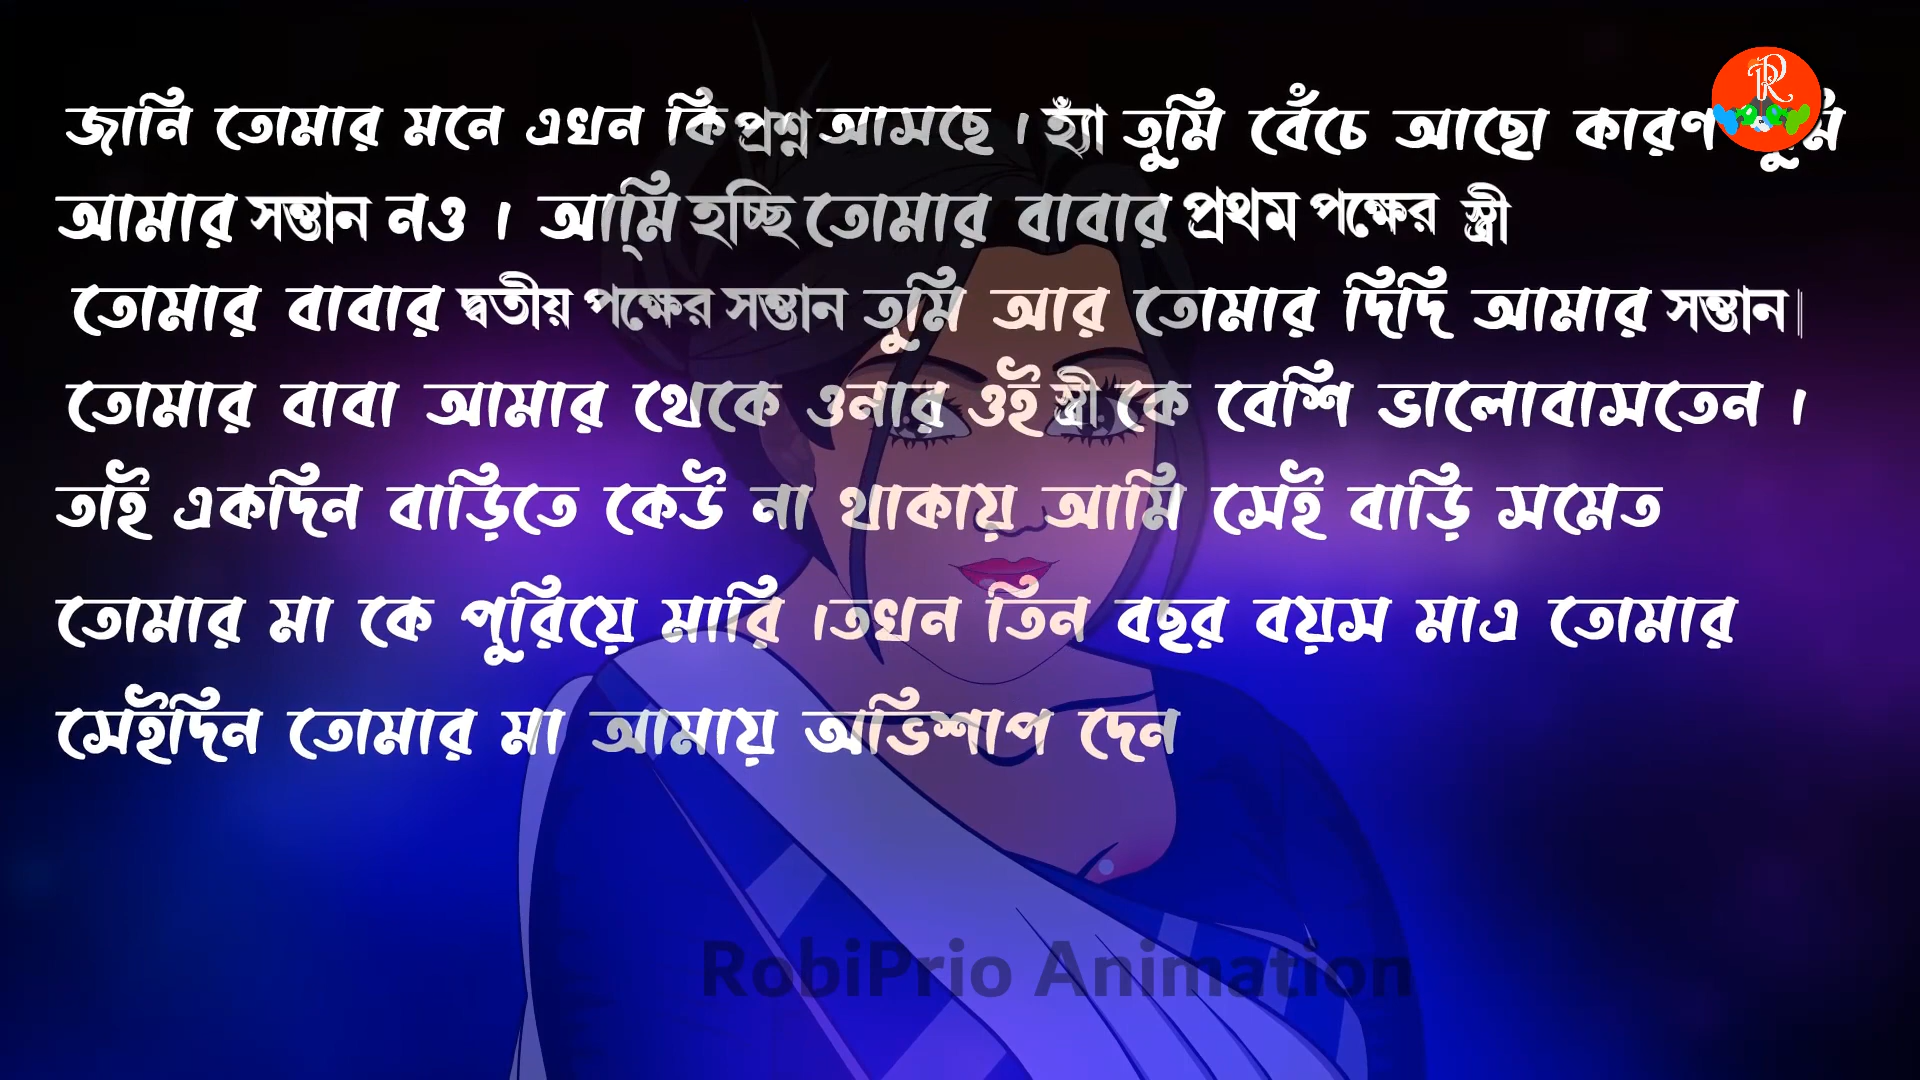 জানি তোমার মনে এখন কি প্রশ্ন আসছে । হ্যাঁ তুমি বেঁচে আছো কারণ
আমার সন্তান নও । আমি হচ্ছি তোমার বাবার প্রথম পক্ষের স্ত্রী
তোমার বাবার দ্বতীয় পক্ষের সন্তান তুমি আর তোমার দিদি আমার সন্তান|
তোমার বাবা আমার থেকে ওনার ওই স্ত্রী কে বেশি ভালোবাসতেন ।
তাই একদিন বাড়িতে কেউ না থাকায় আমি সেই বাড়ি সমেত
তোমার মা কে পুরিয়ে মারি ।তখন তিন বছর বয়স মাএ তোমার
সেইদিন তোমার মা আমায় অভিশাপ দেন
RobiPrio Animation